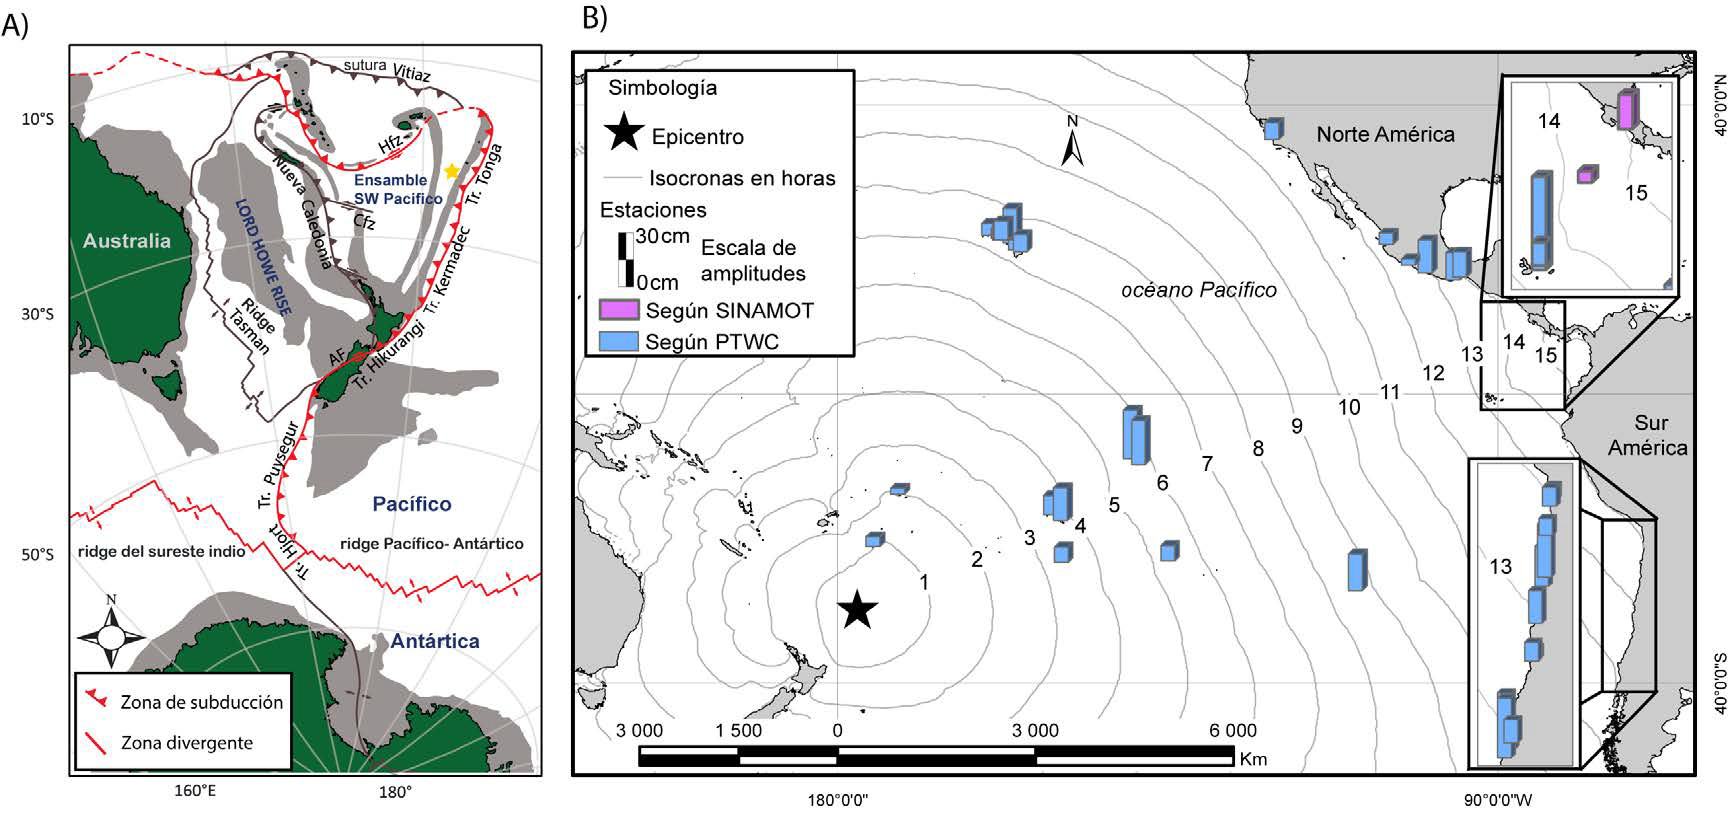 A)
sutura Vitiaz
10°S
Hfz
Nueva Caledonia
Tr. Tonga
Ensamble
SW Pacifico
Cfz
Australia
LORD HOWE RISE
Tr. Kermadec
30°S
Ridge
Tasman
AF
Tr. Hikurangi
Tr. Puysegur
Pacífico
50°S
ridge del sureste indio
Tr. Hjort
ridge Pacífico- Antártico
N
Antártica
Zona de subducción
Zona divergente
160°E
180°
B)
Simbología
Epicentro
Isocronas en horas
Estaciones
30cm
0cm
Escala de
amplitudes
Según SINAMOT
Según PTWC
N
Norte América
océano Pacífico
14
15
40°0'0"N
1
2
3
4
5
6
7
8
9
10
11
12
13
14
15
Sur
América
13
40°0'0"S
3 000
1 500
0
3 000
6 000
Km
180°0'0"
90°0'0"W